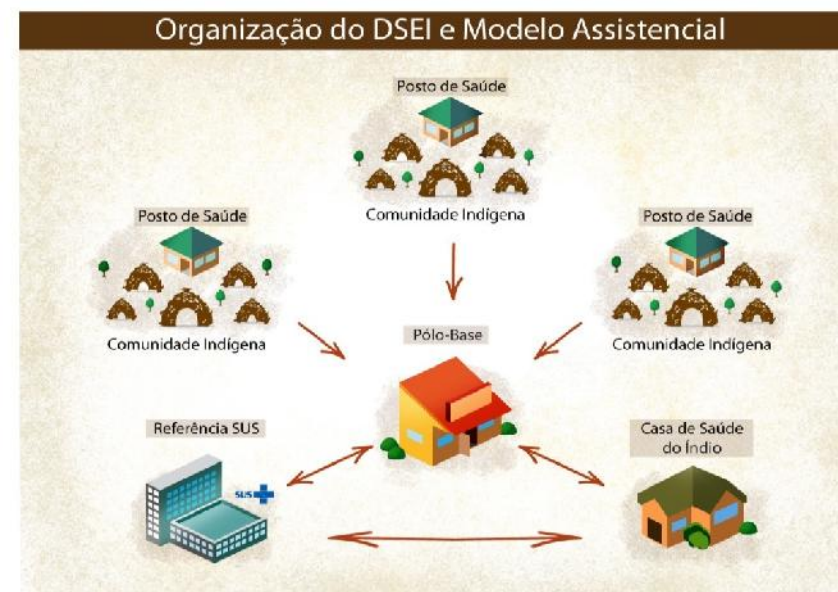 Organização do DSEI e Modelo Assistencial
Posto de Saúde
Comunidade Indígena
Posto de Saúde
Comunidade Indígena
Posto de Saúde
Comunidade Indígena
Pólo-Base
Referência SUS
SUS
Casa de Saúde
do Índio